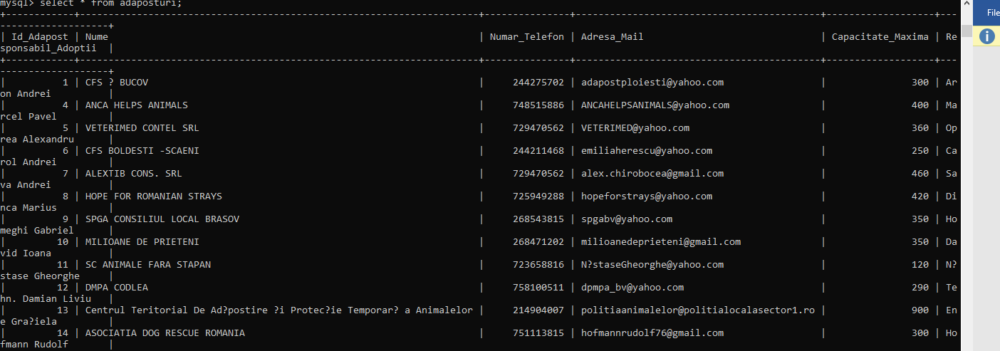 mysql> select * from adaposturi;
+------------+---------------------------------------------------------------------+---------------+-------------------------------------------+-------------------+---
-------------------+
| Id_Adapost | Nume | Numar_Telefon | Adresa_Mail | Capacitate_Maxima | Re
sponsabil_Adoptii |
+------------+---------------------------------------------------------------------+---------------+-------------------------------------------+-------------------+---
-------------------+
| 1 | CFS ? BUCOV | 244275702 | adapostploiesti@yahoo.com | 300 | Ar
on Andrei |
| 4 | ANCA HELPS ANIMALS | 748515886 | ANCAHELPSANIMALS@yahoo.com | 400 | Ma
rcel Pavel |
| 5 | VETERIMED CONTEL SRL | 729470562 | VETERIMED@yahoo.com | 360 | Op
rea Alexandru |
| 6 | CFS BOLDESTI -SCAENI | 244211468 | emiliaherescu@yahoo.com | 250 | Ca
rol Andrei |
| 7 | ALEXTIB CONS. SRL | 729470562 | alex.chirobocea@gmail.com | 460 | Sa
va Andrei |
| 8 | HOPE FOR ROMANIAN STRAYS | 725949288 | hopeforstrays@yahoo.com | 420 | Di
nca Marius |
| 9 | SPGA CONSILIUL LOCAL BRASOV | 268543815 | spgabv@yahoo.com | 350 | Ho
meghi Gabriel |
| 10 | MILIOANE DE PRIETENI | 268471202 | milioanedeprieteni@gmail.com | 350 | Da
vid Ioana |
| 11 | SC ANIMALE FARA STAPAN | 723658816 | N?staseGheorghe@yahoo.com | 120 | N?
stase Gheorghe |
| 12 | DMPA CODLEA | 758100511 | dpmpa_bv@yahoo.com | 290 | Te
hn. Damian Liviu |
| 13 | Centrul Teritorial De Ad?postire ?i Protec?ie Temporar? a Animalelor | 214904007 | politiaanimalelor@politialocalasector1.ro | 900 | En
e Gra?iela |
| 14 | ASOCIATIA DOG RESCUE ROMANIA | 751113815 | hofmannrudolf76@gmail.com | 300 | Ho
fmann Rudolf |
File